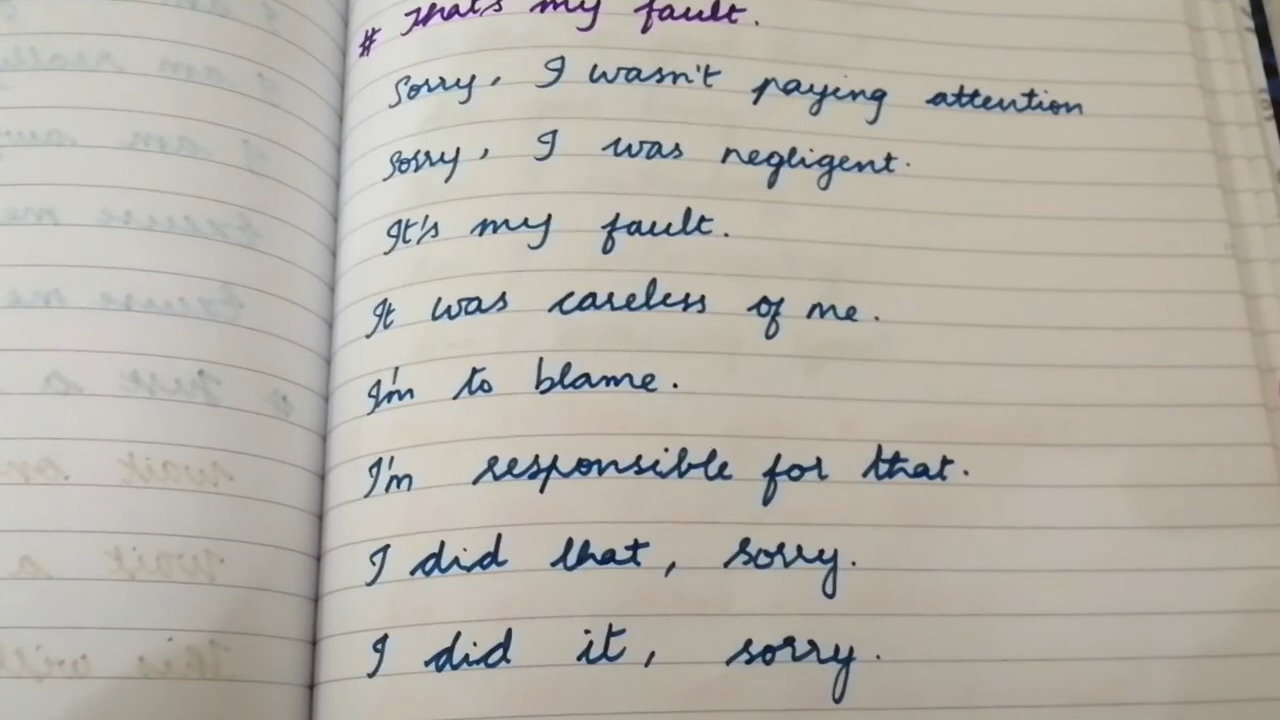 # That's my fault.
Sorry, I wasn't paying attention
Sorry, I was negligent.
It's my fault.
It was careless of me.
I'm to blame.
I'm responsible for that.
I did that, sorry.
I did it, sorry.